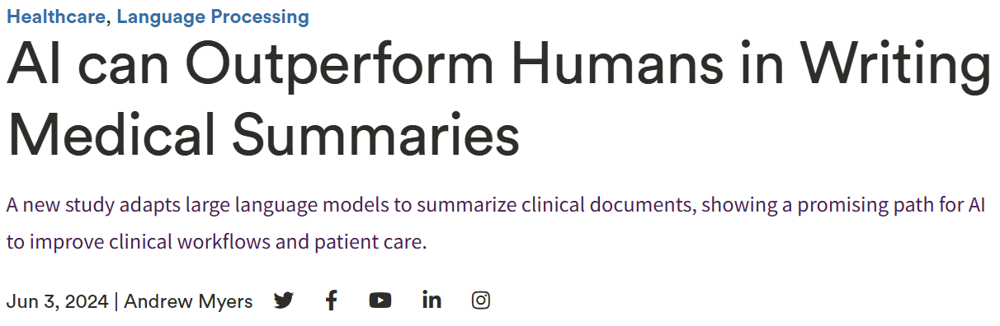 Healthcare, Language Processing
AI can Outperform Humans in Writing
Medical Summaries
A new study adapts large language models to summarize clinical documents, showing a promising path for AI
to improve clinical workflows and patient care.
Jun 3, 2024 | Andrew Myers